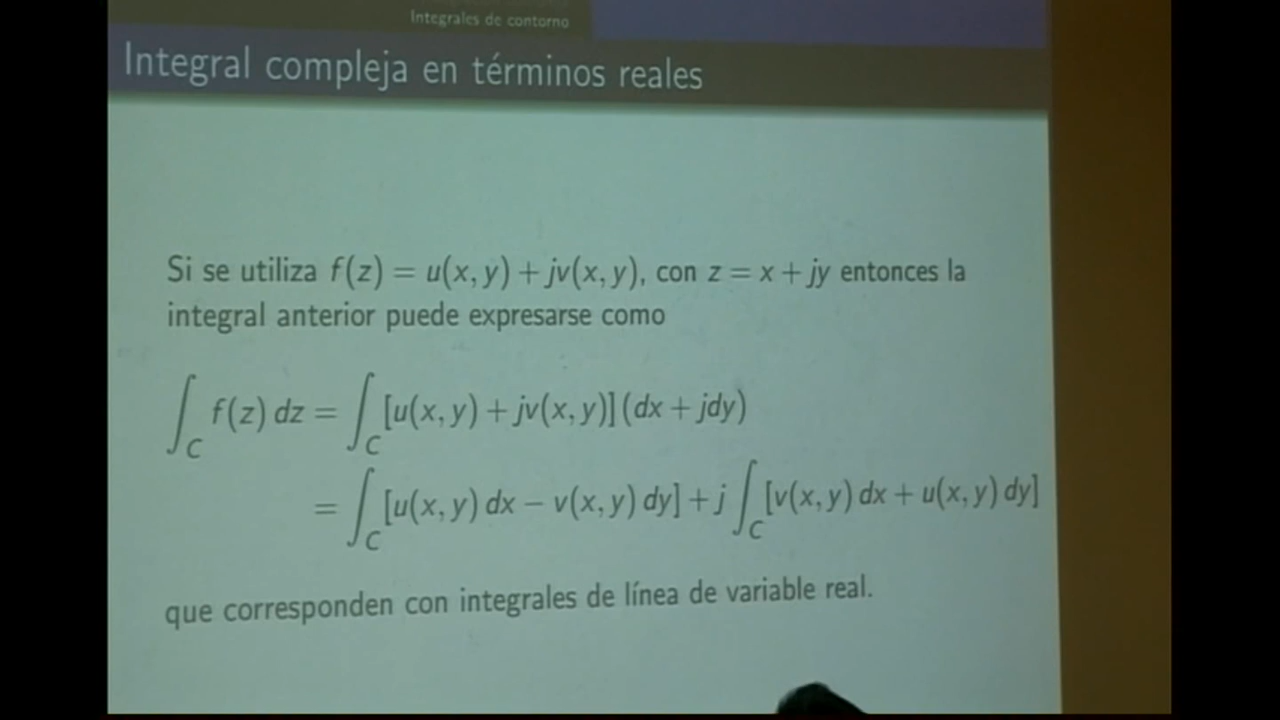 Integrales de contorno
Integral compleja en términos reales
Si se utiliza f(z) = u(x, y) + jv(x, y), con z = x + jy entonces la
integral anterior puede expresarse como
∫_C f(z) dz = ∫_C [u(x, y) + jv(x, y)] (dx + jdy)
= ∫_C [u(x, y) dx − v(x, y) dy] + j ∫_C [v(x, y) dx + u(x, y) dy]
que corresponden con integrales de línea de variable real.